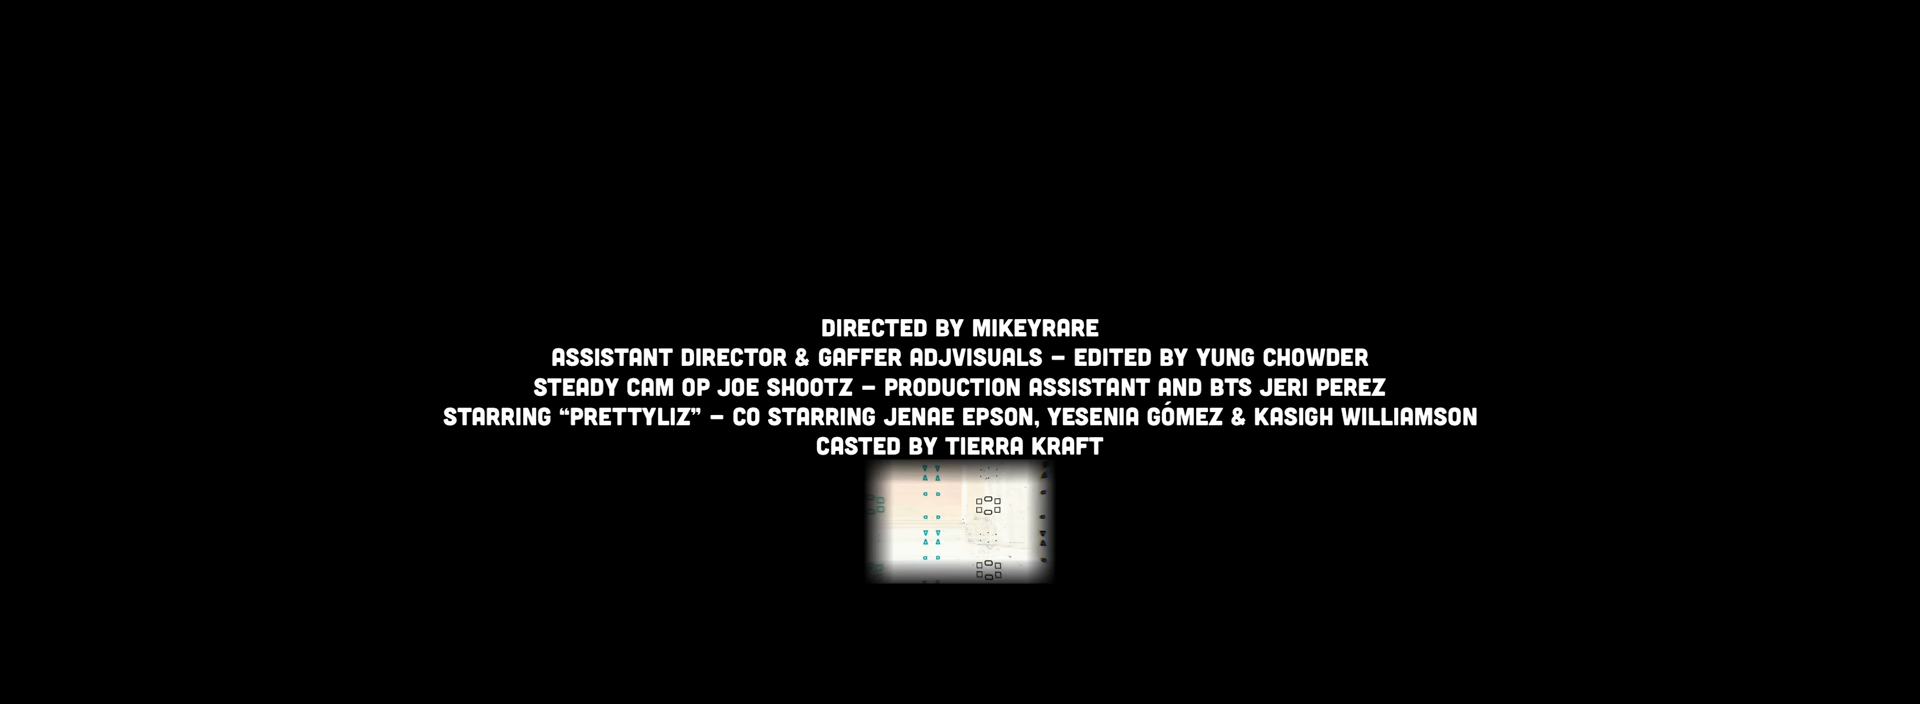 DIRECTED BY MIKEYRARE
ASSISTANT DIRECTOR & GAFFER ADJVISUALS – EDITED BY YUNG CHOWDER
STEADY CAM OP JOE SHOOTZ – PRODUCTION ASSISTANT AND BTS JERI PEREZ
STARRING “PRETTYLIZ” – CO STARRING JENAE EPSON, YESENIA GÓMEZ & KASIGH WILLIAMSON
CASTED BY TIERRA KRAFT